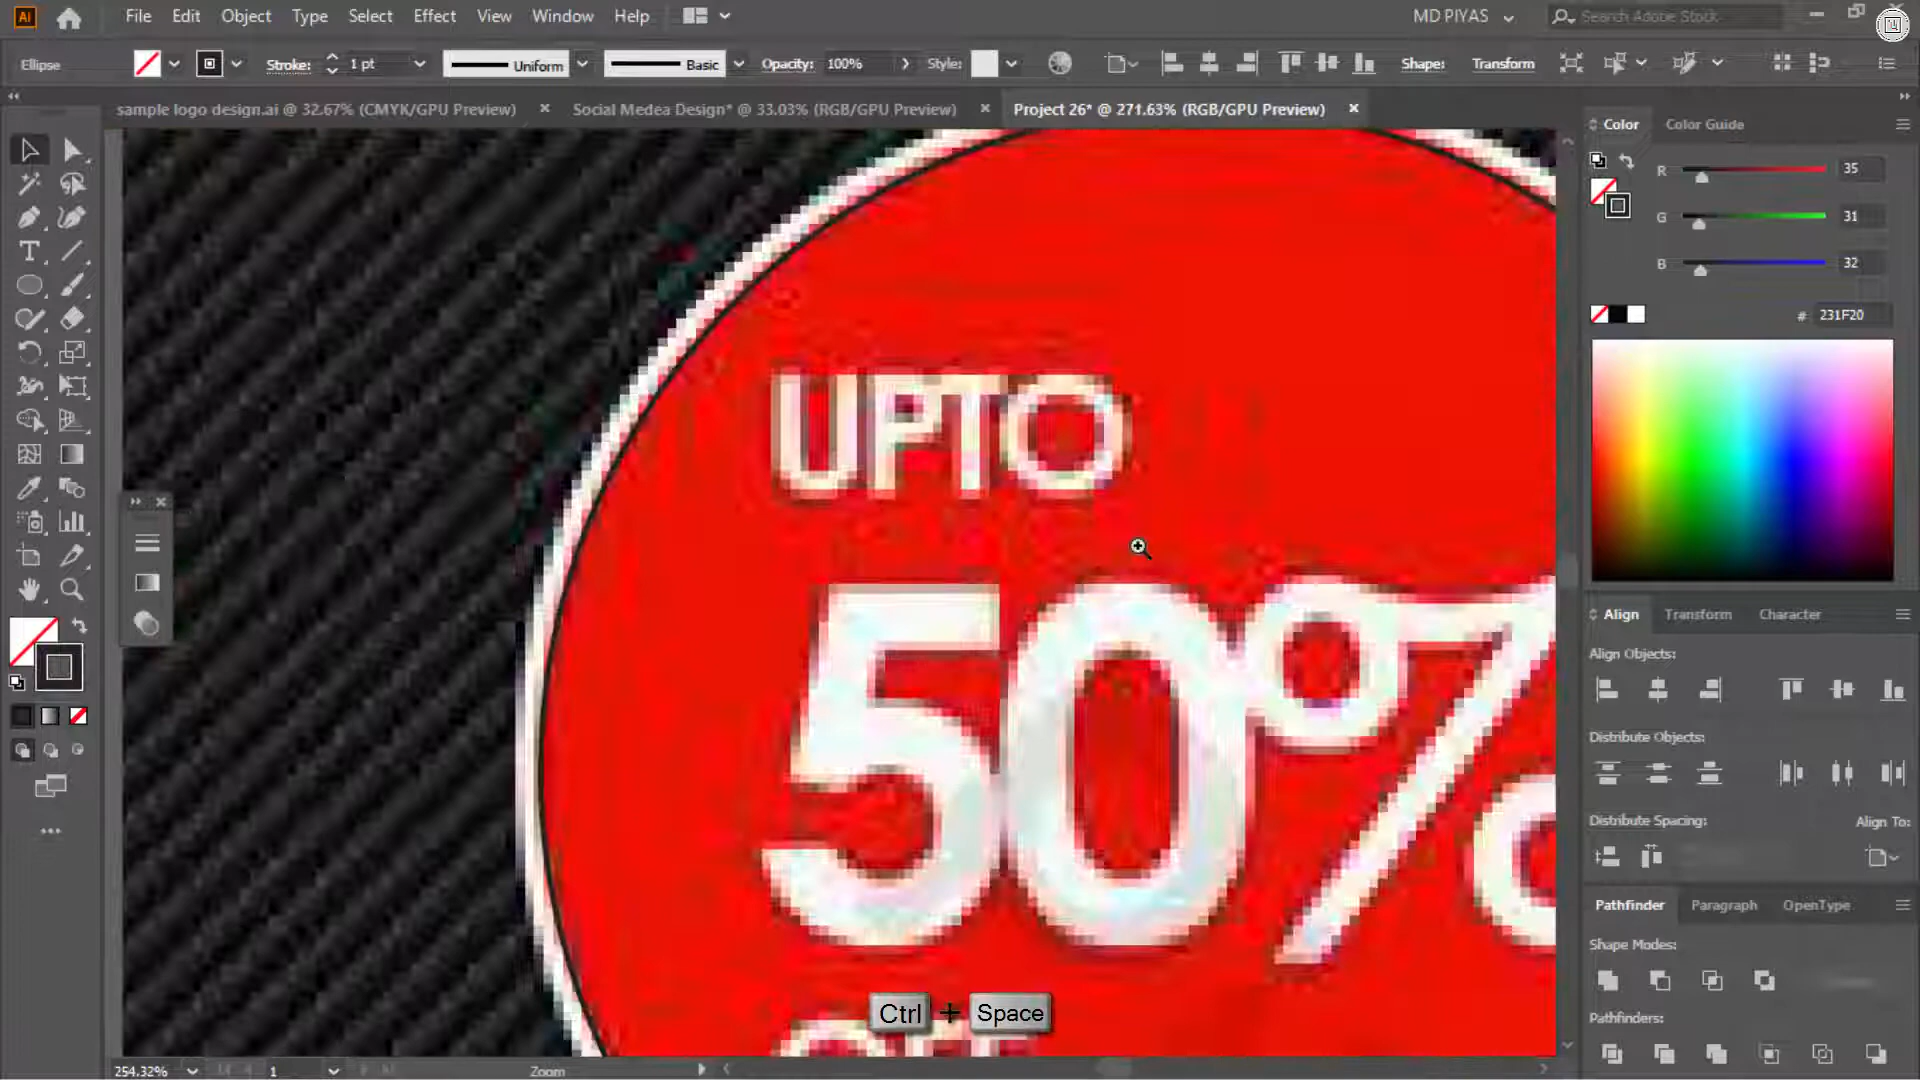 Ai File Edit Object Type Select Effect View Window Help MD PIYAS Search Adobe Stock
Ellipse Stroke: 1 pt Uniform Basic Opacity: 100% Style: Shape: Transform
sample logo design.ai @ 32.67% (CMYK/GPU Preview) Social Medea Design* @ 33.03% (RGB/GPU Preview) Project 26* @ 271.63% (RGB/GPU Preview)
Color Color Guide
R 35
G 31
B 32
# 231F20
UPTO
50%
Ctrl + Space
Align Transform Character
Align Objects:
Distribute Objects:
Distribute Spacing: Align To:
Pathfinder Paragraph OpenType
Shape Modes:
Pathfinders:
254.32% 1 Zoom